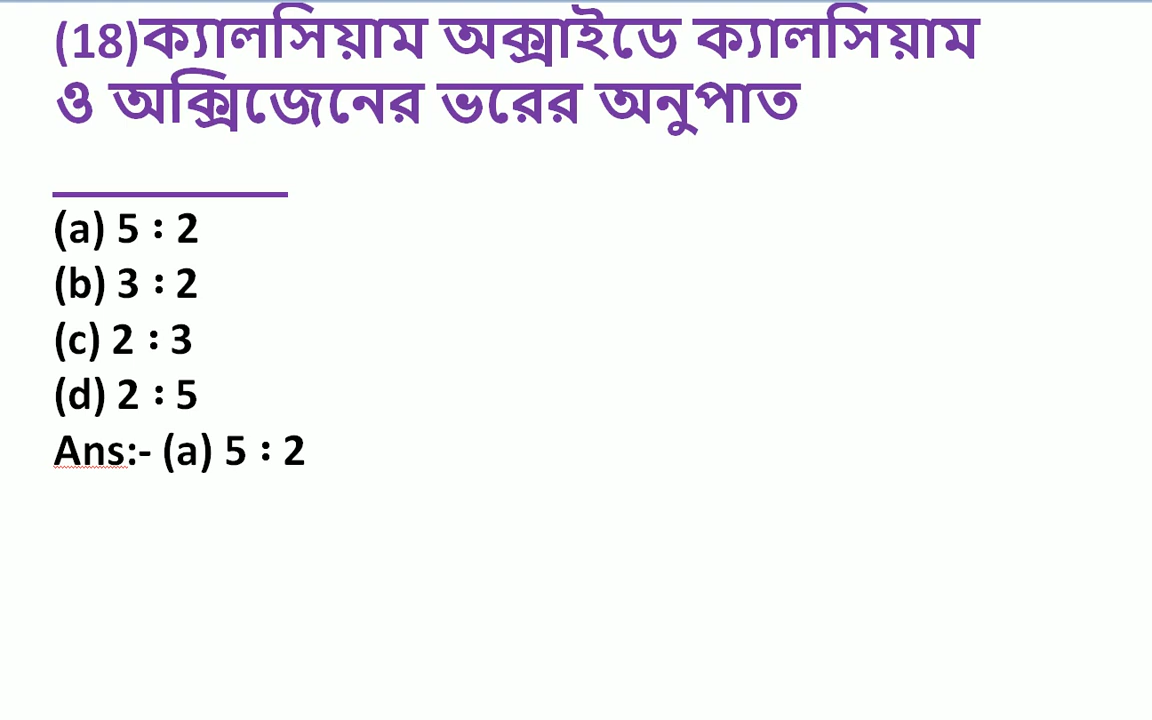 (18)ক্যালসিয়াম অক্সাইডে ক্যালসিয়াম
ও অক্সিজেনের ভরের অনুপাত
__________
(a) 5 : 2
(b) 3 : 2
(c) 2 : 3
(d) 2 : 5
Ans:- (a) 5 : 2